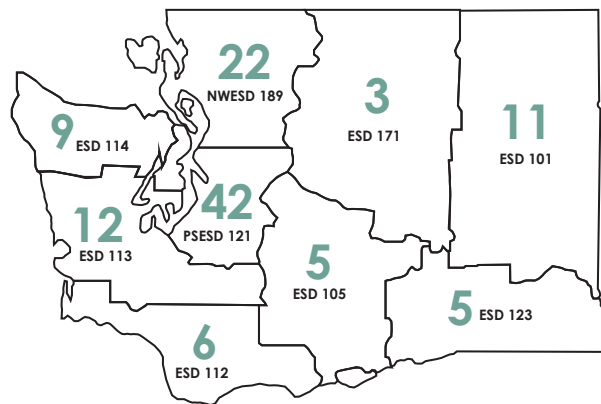 22
NWESD 189
3
ESD 171
11
ESD 101
9 ESD 114
42
PSESD 121
12
ESD 113
5
ESD 105
5 ESD 123
6
ESD 112